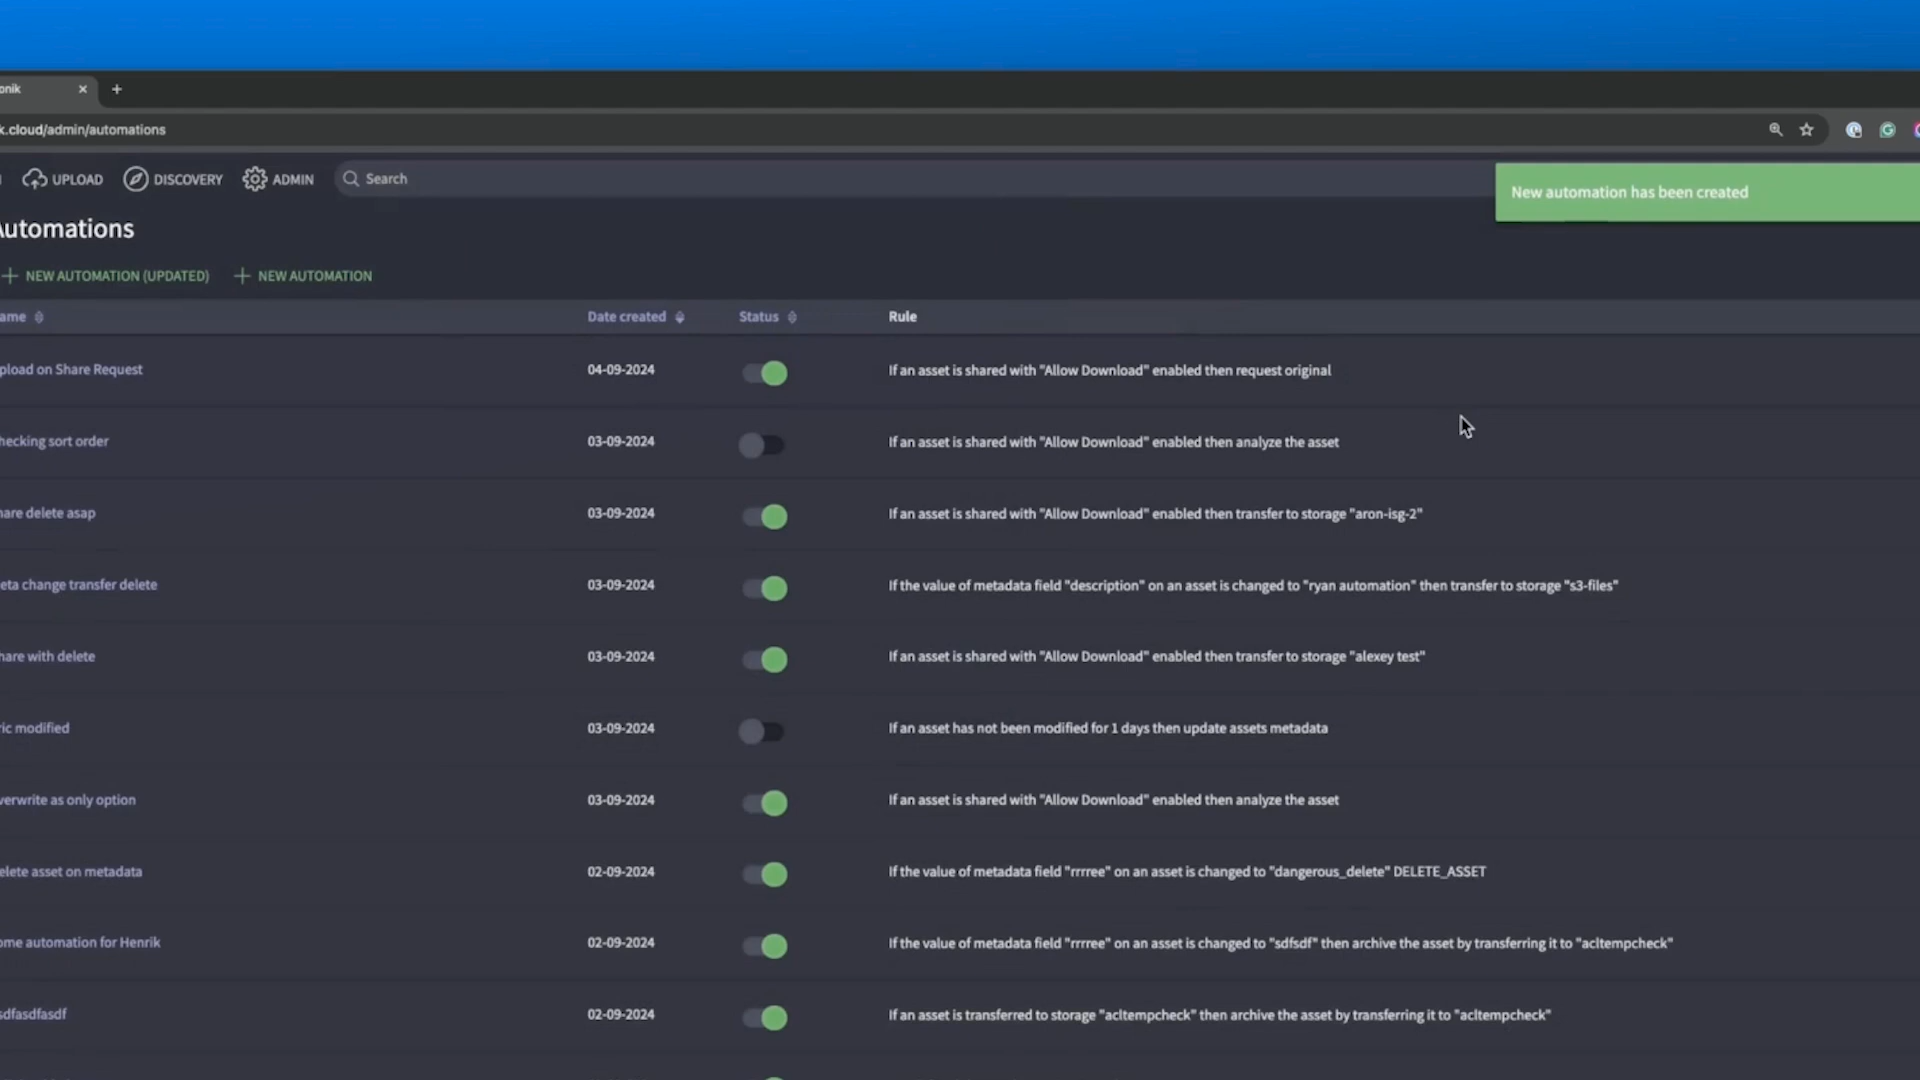 onik
k.cloud/admin/automations
UPLOAD DISCOVERY ADMIN Search
New automation has been created
Automations
NEW AUTOMATION (UPDATED) NEW AUTOMATION
ame Date created Status Rule
pload on Share Request 04-09-2024 If an asset is shared with "Allow Download" enabled then request original
hecking sort order 03-09-2024 If an asset is shared with "Allow Download" enabled then analyze the asset
hare delete asap 03-09-2024 If an asset is shared with "Allow Download" enabled then transfer to storage "aron-isg-2"
eta change transfer delete 03-09-2024 If the value of metadata field "description" on an asset is changed to "ryan automation" then transfer to storage "s3-files"
hare with delete 03-09-2024 If an asset is shared with "Allow Download" enabled then transfer to storage "alexey test"
ric modified 03-09-2024 If an asset has not been modified for 1 days then update assets metadata
verwrite as only option 03-09-2024 If an asset is shared with "Allow Download" enabled then analyze the asset
elete asset on metadata 02-09-2024 If the value of metadata field "rrrree" on an asset is changed to "dangerous_delete" DELETE_ASSET
ome automation for Henrik 02-09-2024 If the value of metadata field "rrrree" on an asset is changed to "sdfsdf" then archive the asset by transferring it to "acltempcheck"
sdfasdfasdf 02-09-2024 If an asset is transferred to storage "acltempcheck" then archive the asset by transferring it to "acltempcheck"